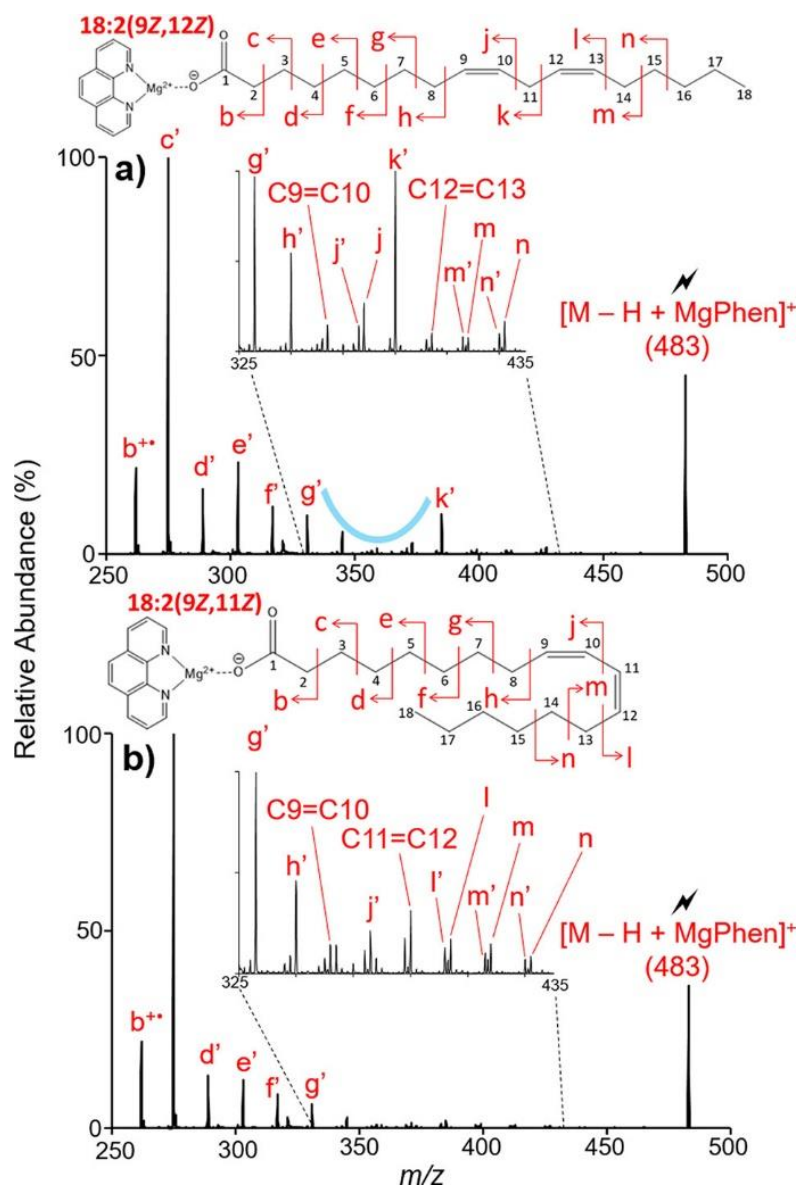 18:2(9Z,12Z)
O
N
N
Mg2+
O
⊖
1 2 3 4 5 6 7 8 9 10 11 12 13 14 15 16 17 18
c e g j l n
b d f h k m
a)
c'
g'
h'
C9=C10
j'
j
k'
C12=C13
m'
m
n'
n
325
435
[M – H + MgPhen]+
(483)
b+•
d'
e'
f'
g'
k'
100
50
0
250 300 350 400 450 500
Relative Abundance (%)
18:2(9Z,11Z)
O
N
N
Mg2+
O
⊖
1 2 3 4 5 6 7 8 9 10 11 12 13 14 15 16 17 18
c e g j
b d f h m
n l
b)
g'
h'
C9=C10
j'
C11=C12
l'
l
m'
m
n'
n
325
435
[M – H + MgPhen]+
(483)
b+•
d'
e'
f'
g'
100
50
0
250 300 350 400 450 500
m/z